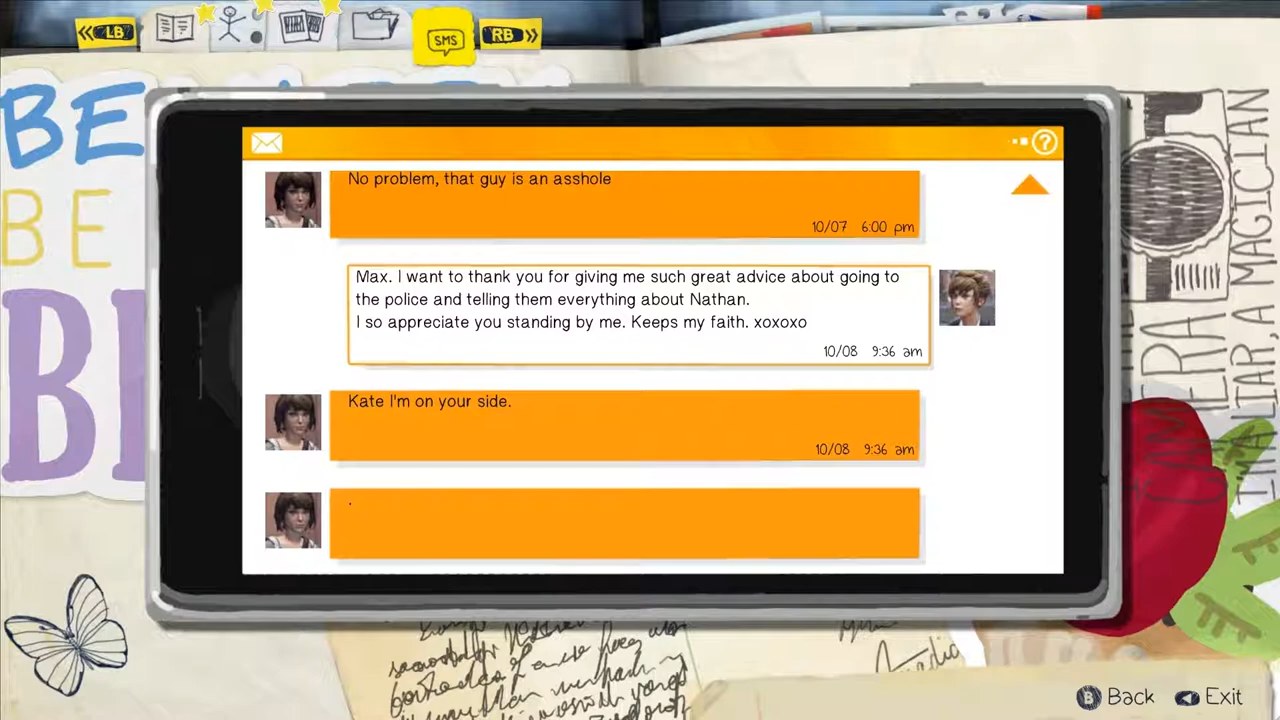 LB
SMS
RB
BE
BE
No problem, that guy is an asshole
10/07 6:00 pm
Max. I want to thank you for giving me such great advice about going to
the police and telling them everything about Nathan.
I so appreciate you standing by me. Keeps my faith. xoxoxo
10/08 9:36 am
Kate I'm on your side.
10/08 9:36 am
.
I'M A LIAR, A MAGICIAN
B Back
Exit